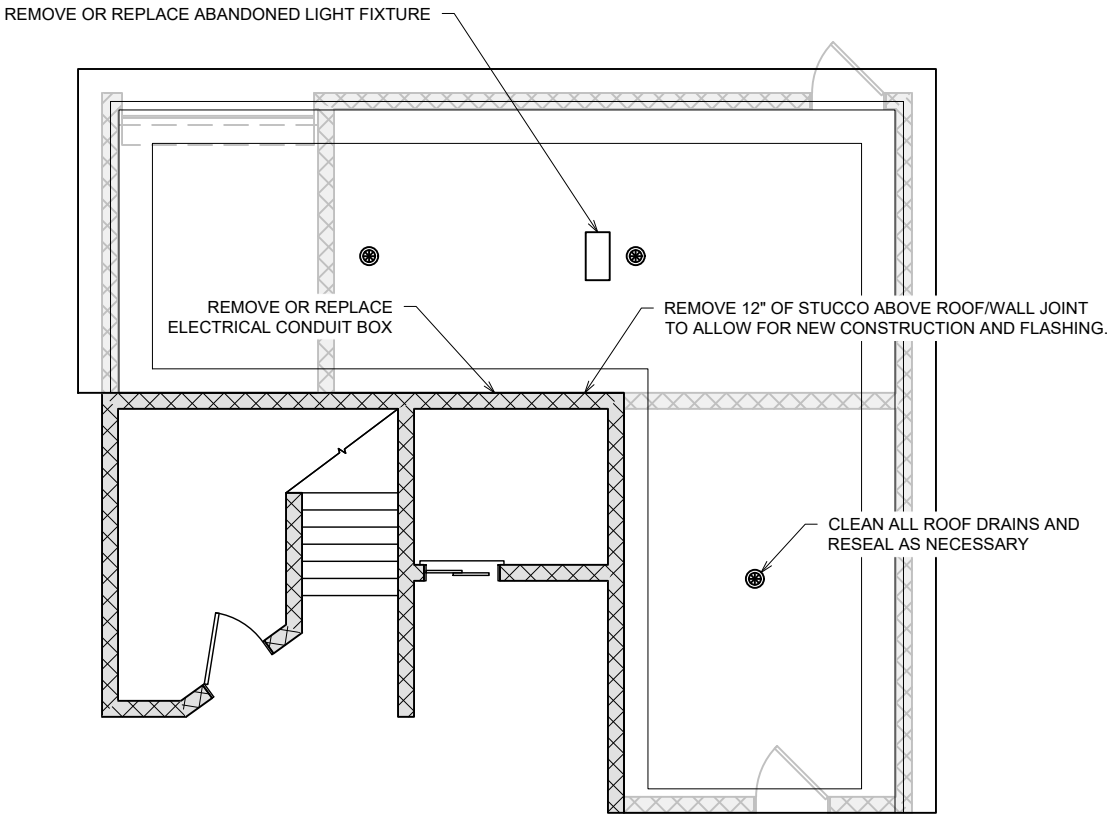 REMOVE OR REPLACE ABANDONED LIGHT FIXTURE
REMOVE OR REPLACE
ELECTRICAL CONDUIT BOX
REMOVE 12" OF STUCCO ABOVE ROOF/WALL JOINT
TO ALLOW FOR NEW CONSTRUCTION AND FLASHING.
CLEAN ALL ROOF DRAINS AND
RESEAL AS NECESSARY